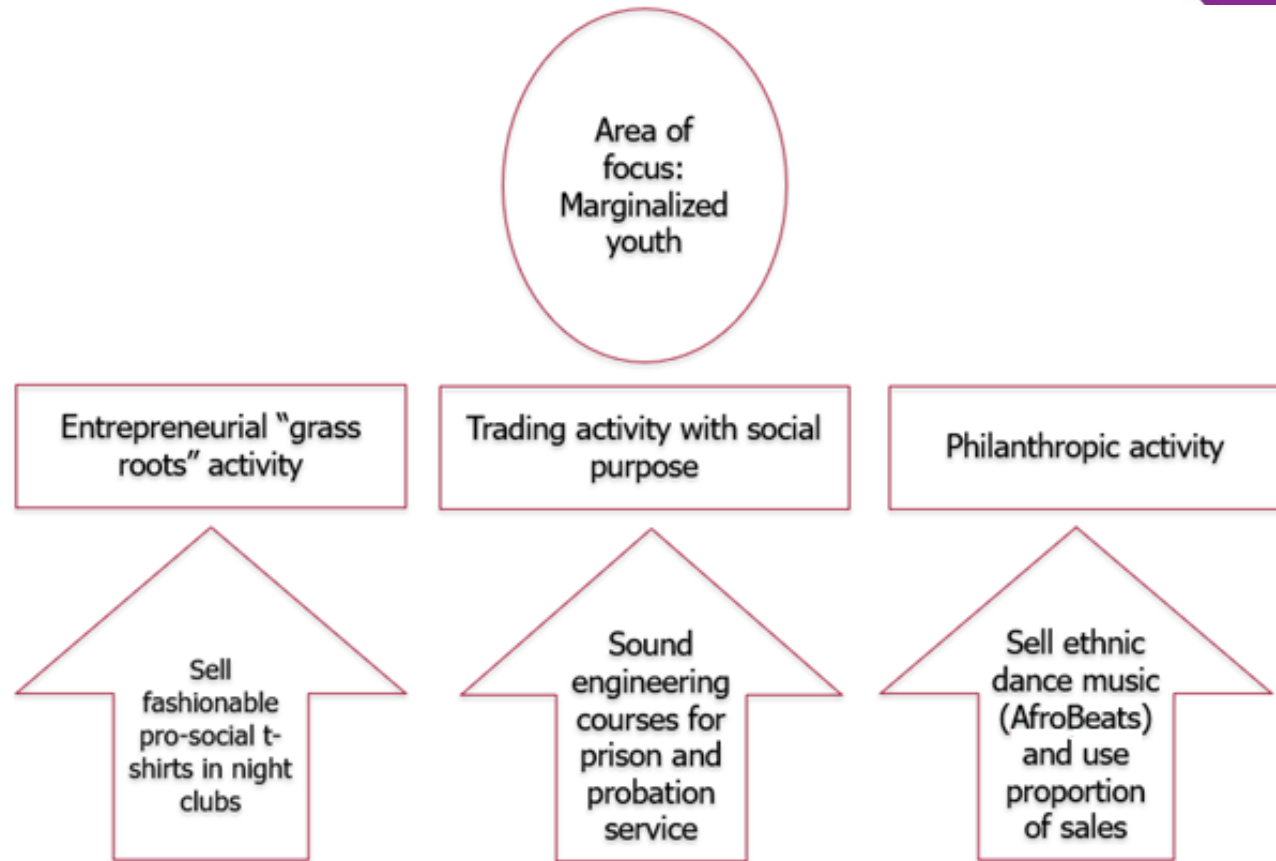 Area of
focus:
Marginalized
youth
Entrepreneurial “grass
roots” activity
Trading activity with social
purpose
Philanthropic activity
Sell
fashionable
pro-social t-
shirts in night
clubs
Sound
engineering
courses for
prison and
probation
service
Sell ethnic
dance music
(AfroBeats)
and use
proportion
of sales